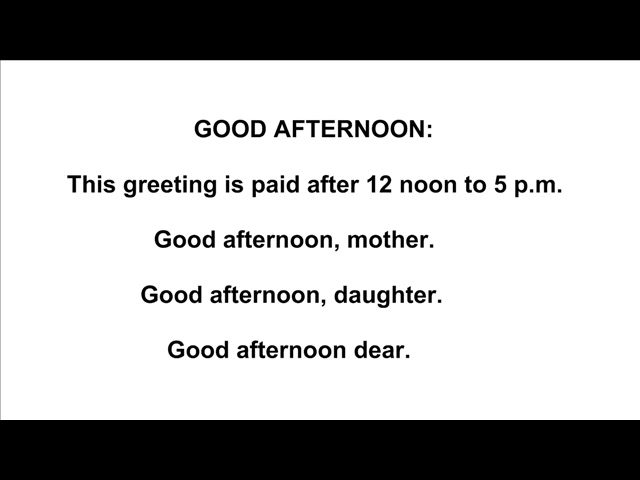 GOOD AFTERNOON:
This greeting is paid after 12 noon to 5 p.m.
Good afternoon, mother.
Good afternoon, daughter.
Good afternoon dear.